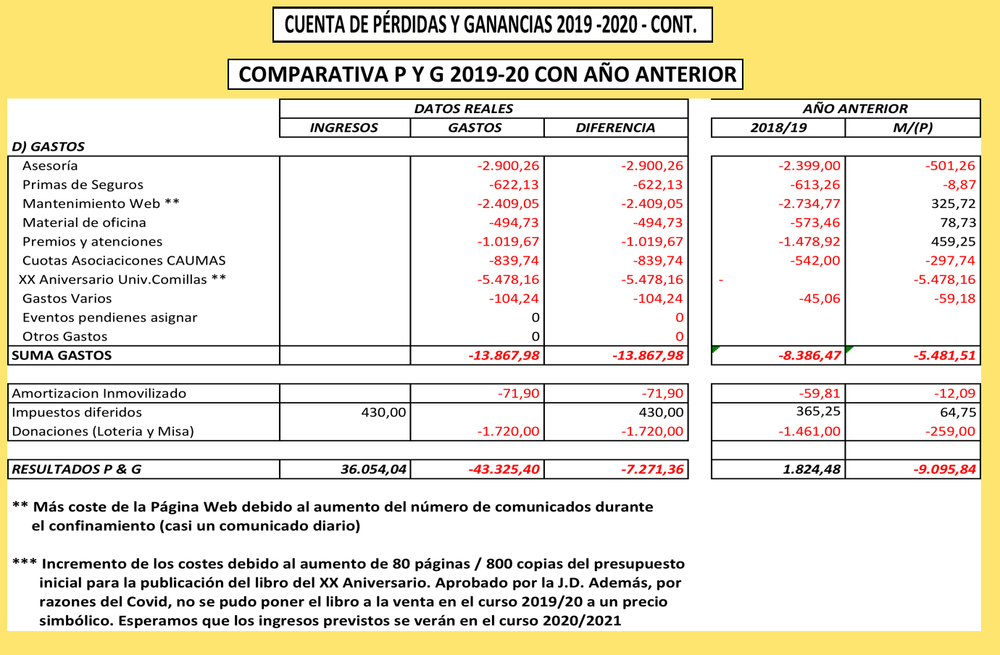 CUENTA DE PÉRDIDAS Y GANANCIAS 2019 -2020 - CONT.
COMPARATIVA P Y G 2019-20 CON AÑO ANTERIOR
DATOS REALES AÑO ANTERIOR
INGRESOS GASTOS DIFERENCIA 2018/19 M/(P)
D) GASTOS
Asesoría -2.900,26 -2.900,26 -2.399,00 -501,26
Primas de Seguros -622,13 -622,13 -613,26 -8,87
Mantenimiento Web ** -2.409,05 -2.409,05 -2.734,77 325,72
Material de oficina -494,73 -494,73 -573,46 78,73
Premios y atenciones -1.019,67 -1.019,67 -1.478,92 459,25
Cuotas Asociacicones CAUMAS -839,74 -839,74 -542,00 -297,74
XX Aniversario Univ.Comillas ** -5.478,16 -5.478,16 - -5.478,16
Gastos Varios -104,24 -104,24 -45,06 -59,18
Eventos pendienes asignar 0 0
Otros Gastos 0 0
SUMA GASTOS -13.867,98 -13.867,98 -8.386,47 -5.481,51
Amortizacion Inmovilizado -71,90 -71,90 -59,81 -12,09
Impuestos diferidos 430,00 430,00 365,25 64,75
Donaciones (Loteria y Misa) -1.720,00 -1.720,00 -1.461,00 -259,00
RESULTADOS P & G 36.054,04 -43.325,40 -7.271,36 1.824,48 -9.095,84
** Más coste de la Página Web debido al aumento del número de comunicados durante
el confinamiento (casi un comunicado diario)
*** Incremento de los costes debido al aumento de 80 páginas / 800 copias del presupuesto
inicial para la publicación del libro del XX Aniversario. Aprobado por la J.D. Además, por
razones del Covid, no se pudo poner el libro a la venta en el curso 2019/20 a un precio
simbólico. Esperamos que los ingresos previstos se verán en el curso 2020/2021